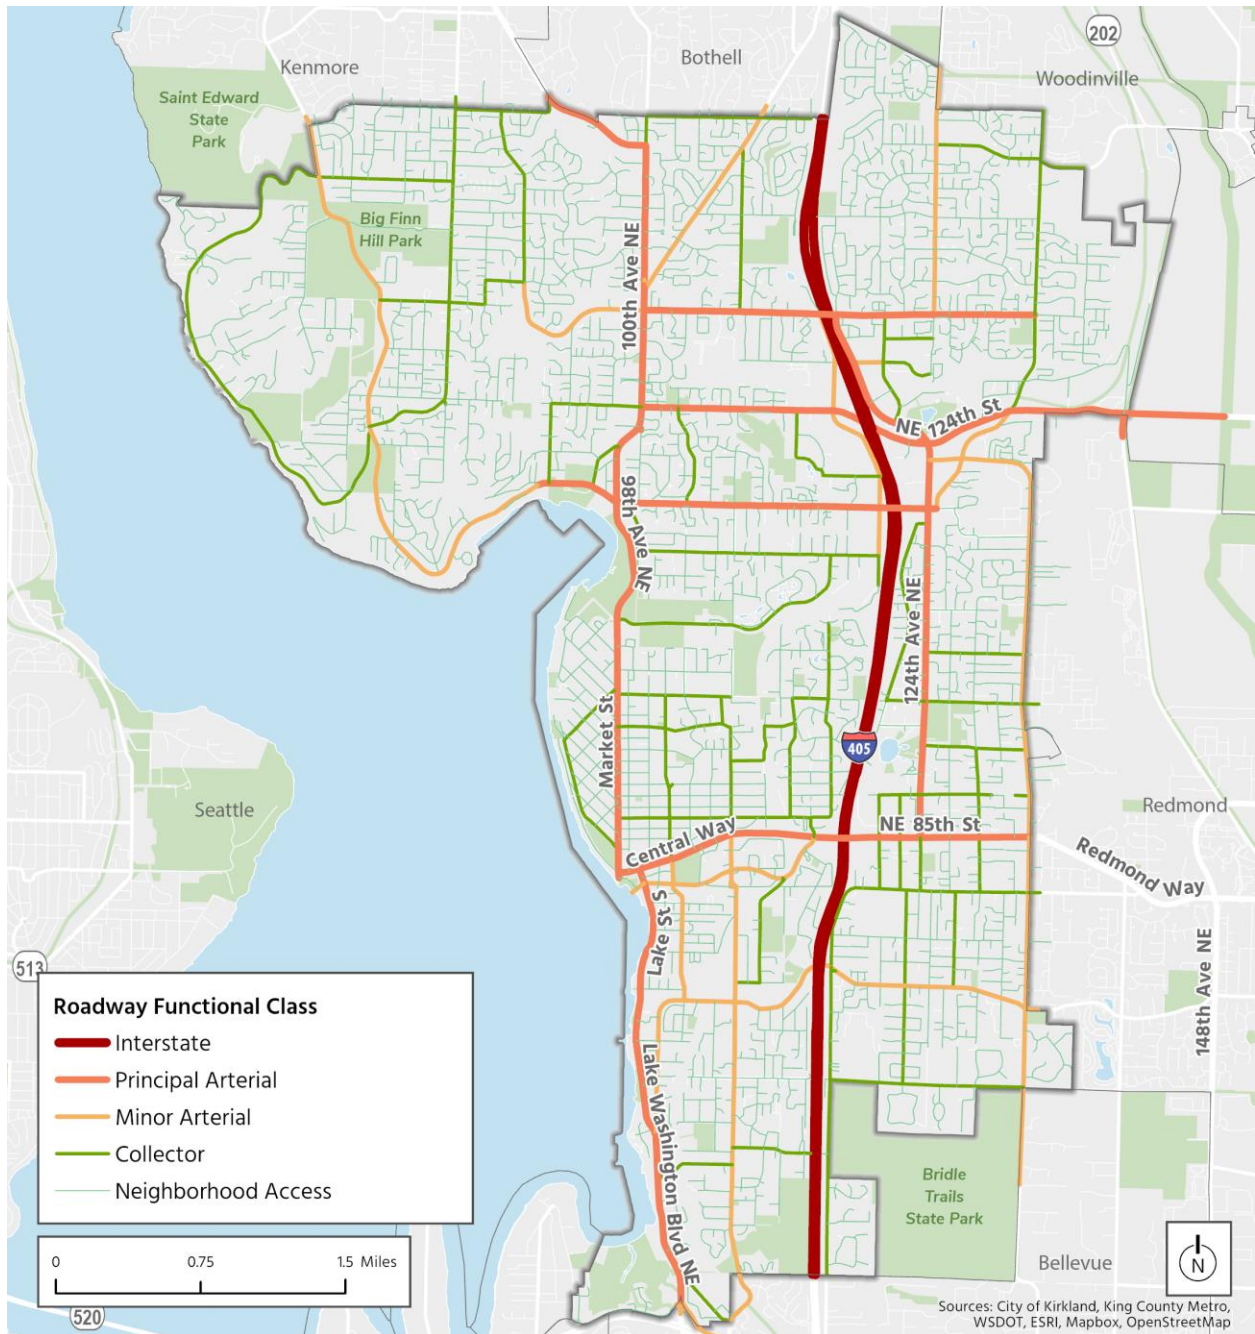 202
Kenmore
Bothell
Woodinville
Saint Edward
State
Park
Big Finn
Hill Park
100th Ave NE
NE 124th St
98th Ave NE
124th Ave NE
Market St
405
Seattle
Redmond
NE 85th St
Central Way
Redmond Way
Lake St S
513
148th Ave NE
Roadway Functional Class
Interstate
Principal Arterial
Minor Arterial
Collector
Neighborhood Access
Lake Washington Blvd NE
Bridle
Trails
State Park
0 0.75 1.5 Miles
Bellevue
N
520
Sources: City of Kirkland, King County Metro,
WSDOT, ESRI, Mapbox, OpenStreetMap